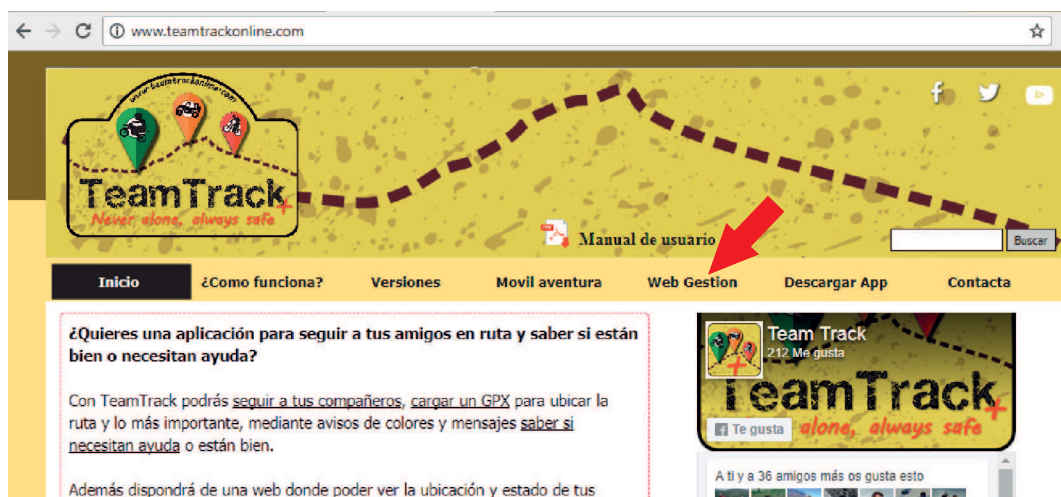 www.teamtrackonline.com
www.teamtrackonline.com
TeamTrack
Never alone, always safe
Manual de usuario
Buscar
Inicio ¿Como funciona? Versiones Movil aventura Web Gestion Descargar App Contacta
¿Quieres una aplicación para seguir a tus amigos en ruta y saber si están
bien o necesitan ayuda?
Con TeamTrack podrás seguir a tus compañeros, cargar un GPX para ubicar la
ruta y lo más importante, mediante avisos de colores y mensajes saber si
necesitan ayuda o están bien.
Además dispondrá de una web donde poder ver la ubicación y estado de tus
Team Track
212 Me gusta
TeamTrack
Te gusta
alone, always safe
A ti y a 36 amigos más os gusta esto